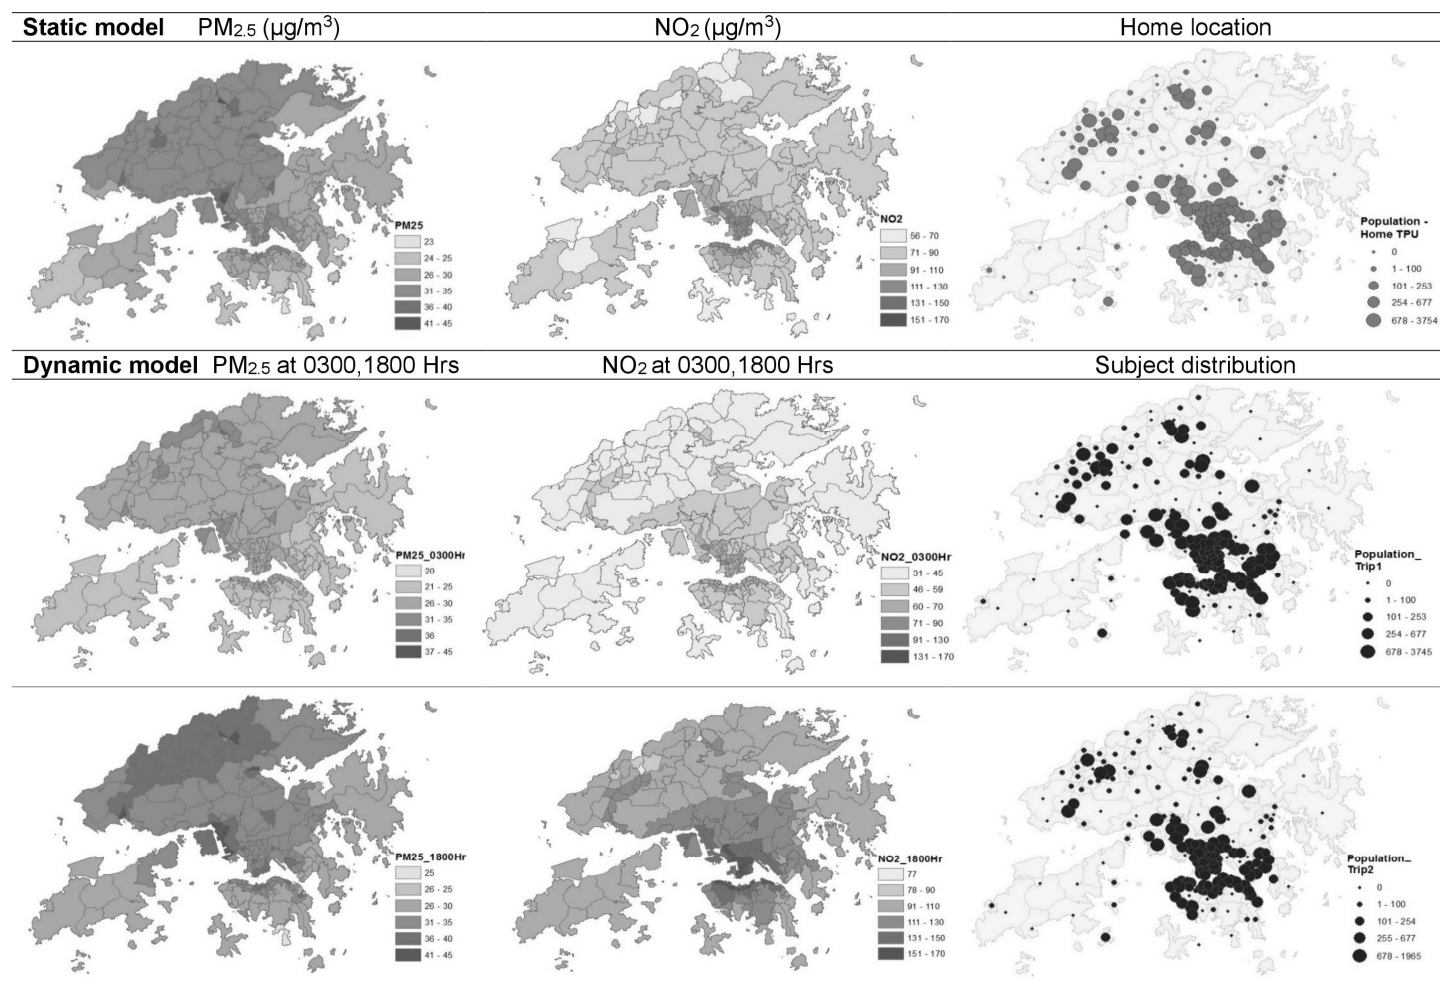 Static model PM2.5 (µg/m3) NO2 (µg/m3) Home location
PM25
23
24 - 25
26 - 30
31 - 35
36 - 40
41 - 45
NO2
56 - 70
71 - 90
91 - 110
111 - 130
131 - 150
151 - 170
Population -
Home TPU
0
1 - 100
101 - 253
254 - 677
678 - 3754
Dynamic model PM2.5 at 0300,1800 Hrs NO2 at 0300,1800 Hrs Subject distribution
PM25_0300Hr
20
21 - 25
26 - 30
31 - 35
36
37 - 45
NO2_0300Hr
31 - 45
46 - 59
60 - 70
71 - 90
91 - 130
131 - 170
Population_
Trip1
0
1 - 100
101 - 253
254 - 677
678 - 3745
PM25_1800Hr
25
26 - 25
26 - 30
31 - 35
36 - 40
41 - 45
NO2_1800Hr
77
78 - 90
91 - 110
111 - 130
131 - 150
151 - 170
Population_
Trip2
0
1 - 100
101 - 254
255 - 677
678 - 1965